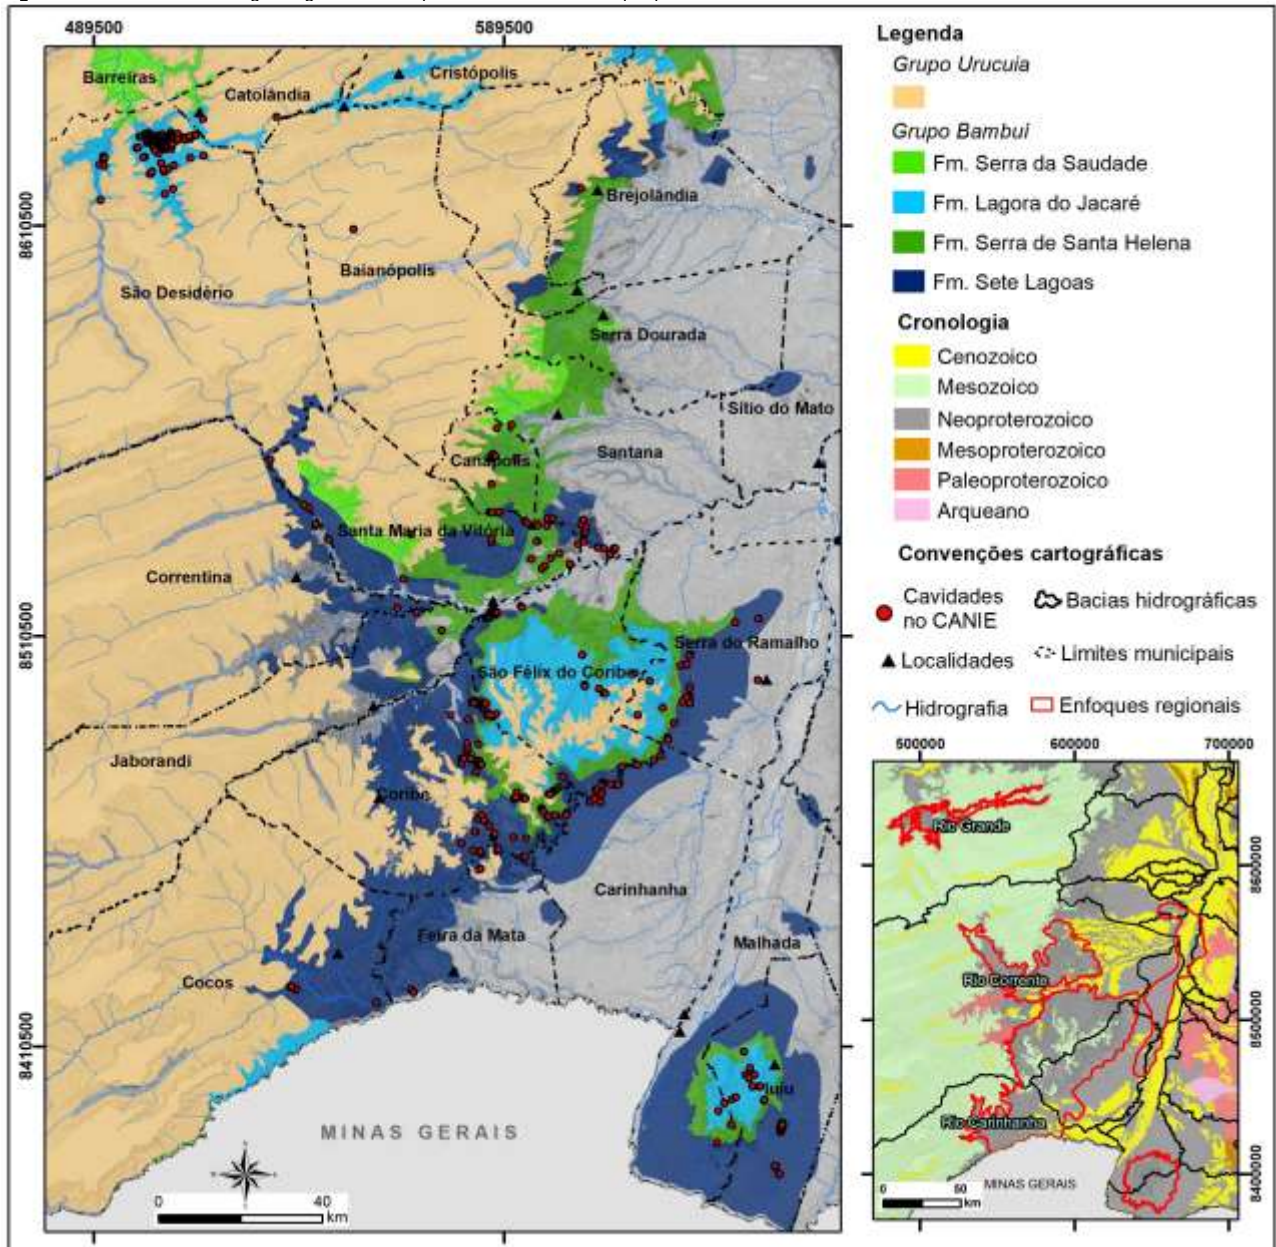 489500
589500
Barreiras
Catolândia
Cristópolis
Brejolândia
8610500
Baianópolis
São Desidério
Serra Dourada
Sítio do Mato
Santana
Canápolis
Santa Maria da Vitória
Correntina
8510500
Serra do Ramalho
São Félix do Coribe
Jaborandi
Coribe
Carinhanha
Feira da Mata
Malhada
Cocos
8410500
Iuiu
MINAS GERAIS
0 40
km
Legenda
Grupo Urucuia
Grupo Bambuí
Fm. Serra da Saudade
Fm. Lagora do Jacaré
Fm. Serra de Santa Helena
Fm. Sete Lagoas
Cronologia
Cenozoico
Mesozoico
Neoproterozoico
Mesoproterozoico
Paleoproterozoico
Arqueano
Convenções cartográficas
Cavidades
no CANIE
Bacias hidrográficas
Localidades
Limites municipais
Hidrografia
Enfoques regionais
500000
600000
700000
Rio Grande
8600000
Rio Corrente
8500000
Rio Carinhanha
8400000
MINAS GERAIS
0
km